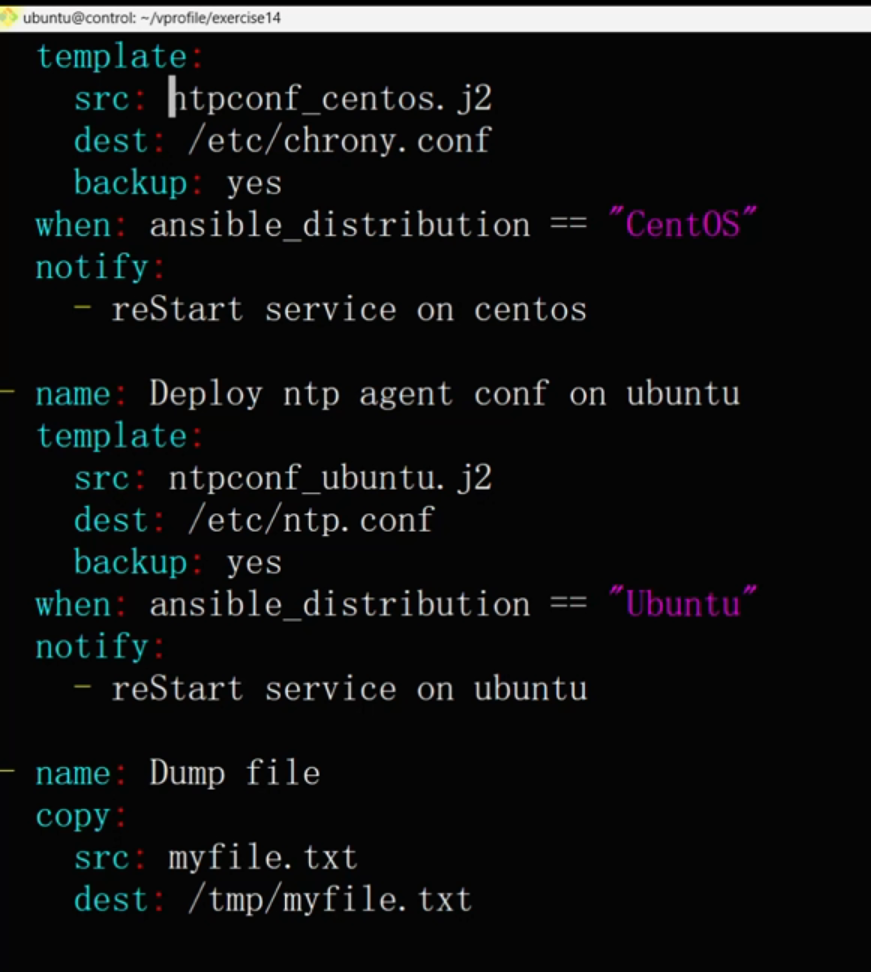 ubuntu@control: ~/vprofile/exercise14
template:
src: ntpconf_centos.j2
dest: /etc/chrony.conf
backup: yes
when: ansible_distribution == "CentOS"
notify:
- reStart service on centos
- name: Deploy ntp agent conf on ubuntu
template:
src: ntpconf_ubuntu.j2
dest: /etc/ntp.conf
backup: yes
when: ansible_distribution == "Ubuntu"
notify:
- reStart service on ubuntu
- name: Dump file
copy:
src: myfile.txt
dest: /tmp/myfile.txt